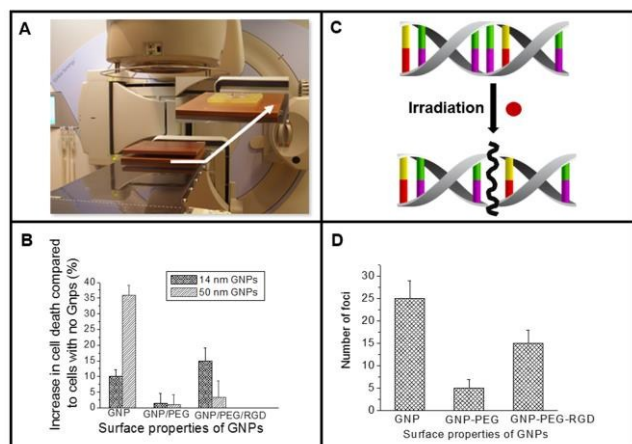 A
C
Irradiation
B
Increase in cell death compared
to cells with no Gnps (%)
40
35
30
25
20
15
10
5
0
14 nm GNPs
50 nm GNPs
GNP
GNP/PEG
GNP/PEG/RGD
Surface properties of GNPs
D
Number of foci
25
20
15
10
5
0
GNP
GNP-PEG
GNP-PEG-RGD
Surface properties of GNPs